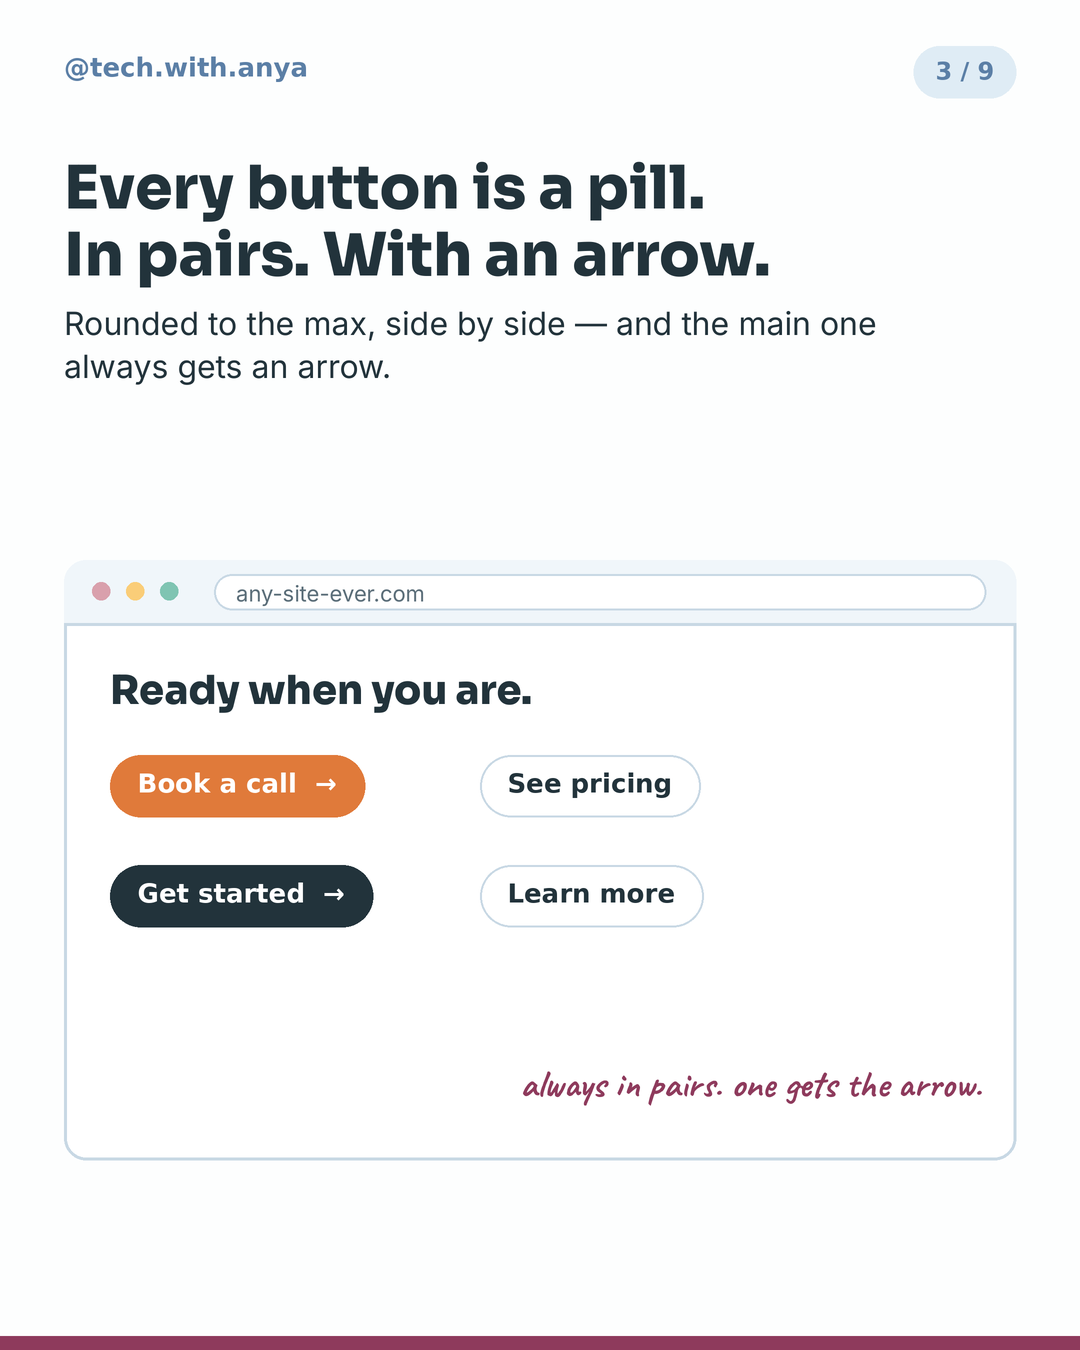 @tech.with.anya
3 / 9
Every button is a pill.
In pairs. With an arrow.
Rounded to the max, side by side — and the main one
always gets an arrow.
any-site-ever.com
Ready when you are.
Book a call →
See pricing
Get started →
Learn more
always in pairs. one gets the arrow.